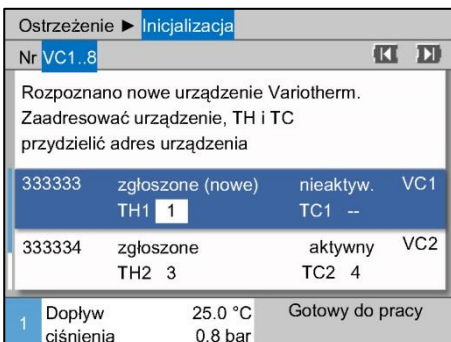 Ostrzeżenie ► Inicjalizacja
Nr VC1..8
Rozpoznano nowe urządzenie Variotherm.
Zaadresować urządzenie, TH i TC
przydzielić adres urządzenia
333333 zgłoszone (nowe) nieaktyw. VC1
TH1 1 TC1 --
333334 zgłoszone aktywny VC2
TH2 3 TC2 4
1 Dopływ 25.0 °C Gotowy do pracy
ciśnienia 0.8 bar